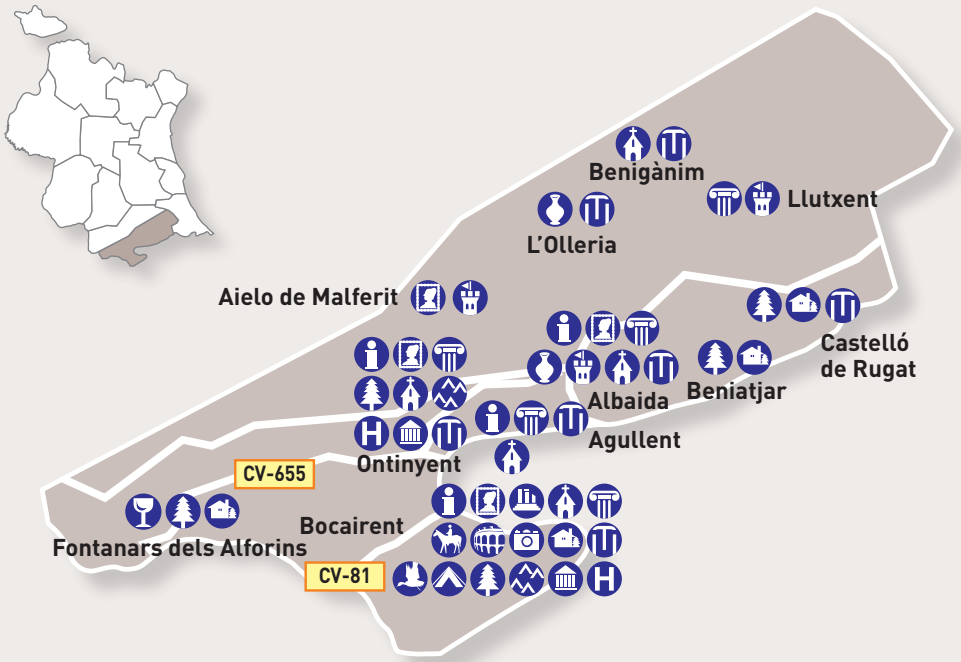 Benigànim
Llutxent
L'Olleria
Aielo de Malferit
Castelló
de Rugat
Beniatjar
Albaida
Agullent
Ontinyent
H
CV-655
Bocairent
Fontanars dels Alforins
CV-81
H